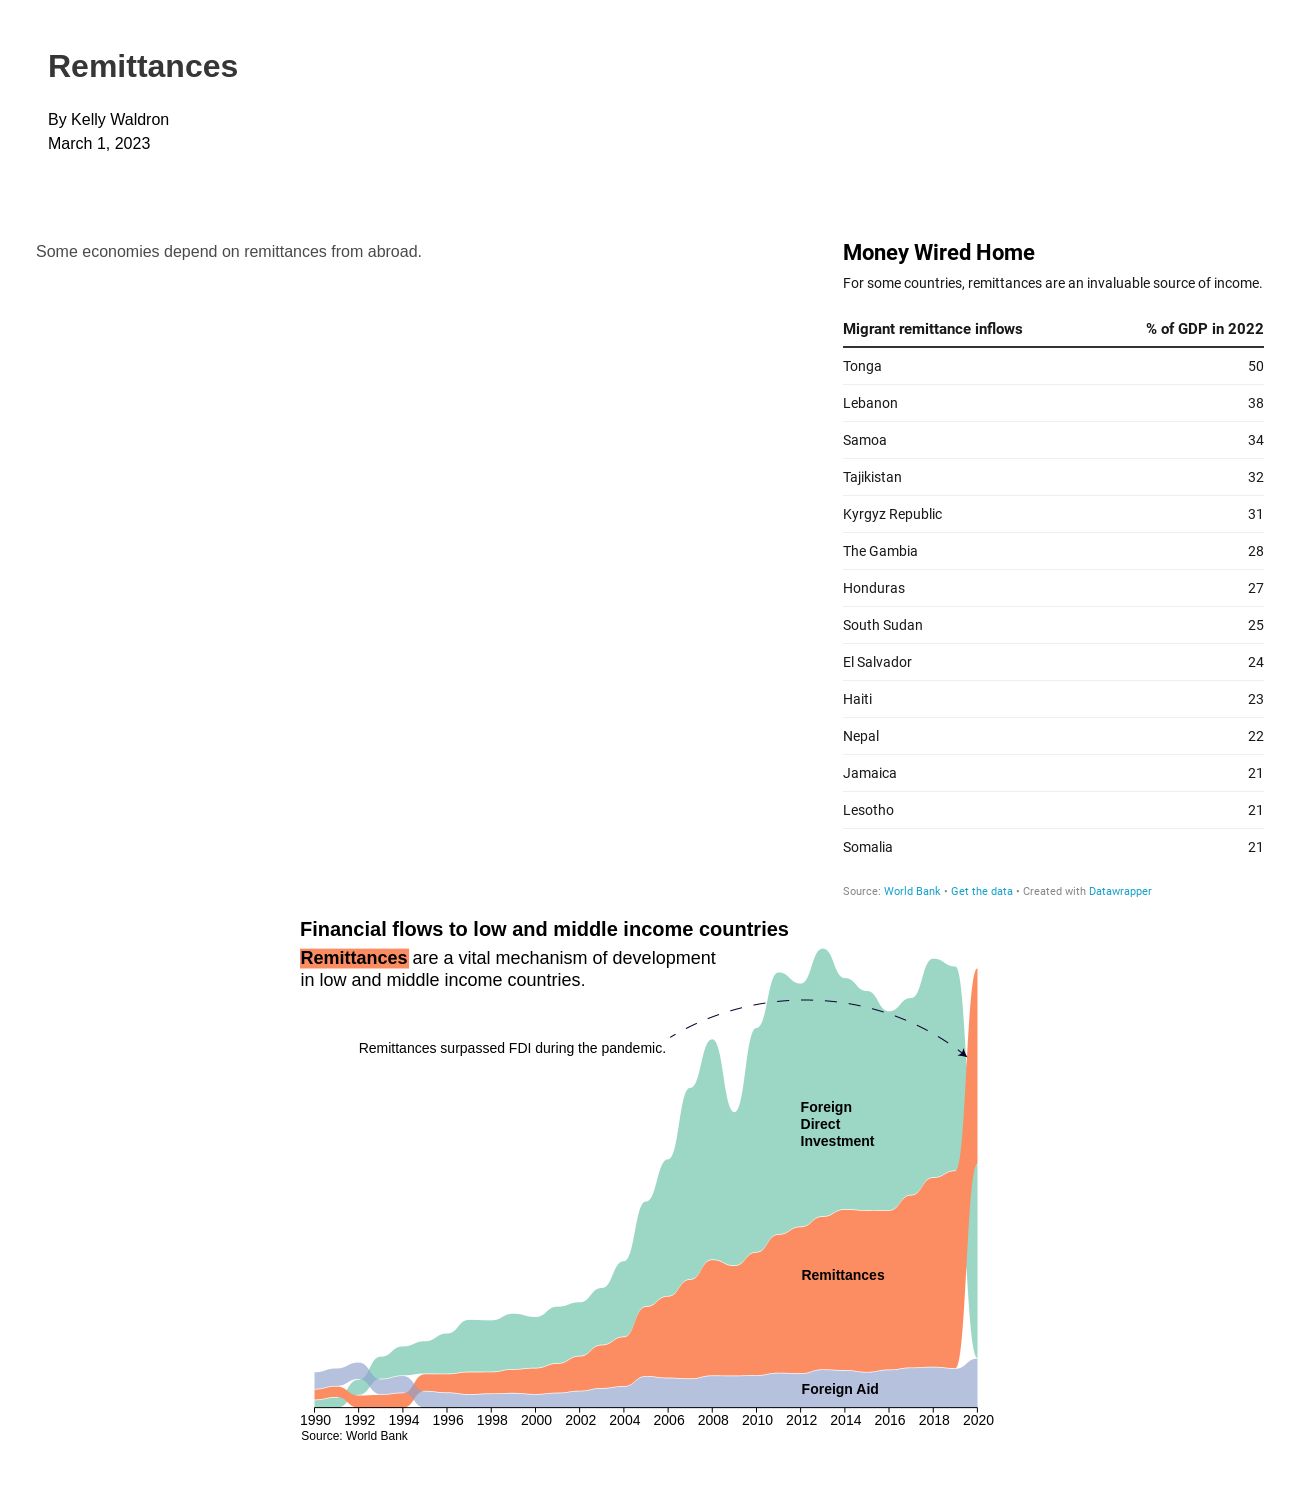 Remittances
By Kelly Waldron
March 1, 2023
Some economies depend on remittances from abroad.
Money Wired Home
For some countries, remittances are an invaluable source of income.
Migrant remittance inflows % of GDP in 2022
Tonga 50
Lebanon 38
Samoa 34
Tajikistan 32
Kyrgyz Republic 31
The Gambia 28
Honduras 27
South Sudan 25
El Salvador 24
Haiti 23
Nepal 22
Jamaica 21
Lesotho 21
Somalia 21
Source: World Bank • Get the data • Created with Datawrapper
Financial flows to low and middle income countries
Remittances are a vital mechanism of development
in low and middle income countries.
Remittances surpassed FDI during the pandemic.
Foreign
Direct
Investment
Remittances
Foreign Aid
1990 1992 1994 1996 1998 2000 2002 2004 2006 2008 2010 2012 2014 2016 2018 2020
Source: World Bank